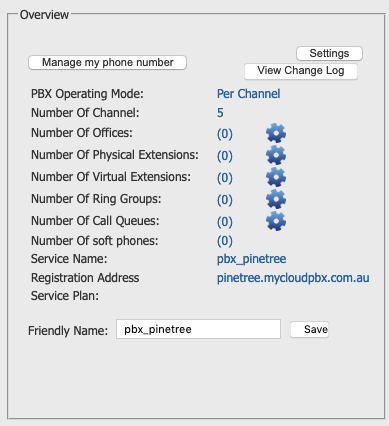 Overview
Settings
Manage my phone number
View Change Log
PBX Operating Mode: Per Channel
Number Of Channel: 5
Number Of Offices: (0)
Number Of Physical Extensions: (0)
Number Of Virtual Extensions: (0)
Number Of Ring Groups: (0)
Number Of Call Queues: (0)
Number Of soft phones: (0)
Service Name: pbx_pinetree
Registration Address pinetree.mycloudpbx.com.au
Service Plan:
Friendly Name: pbx_pinetree Save